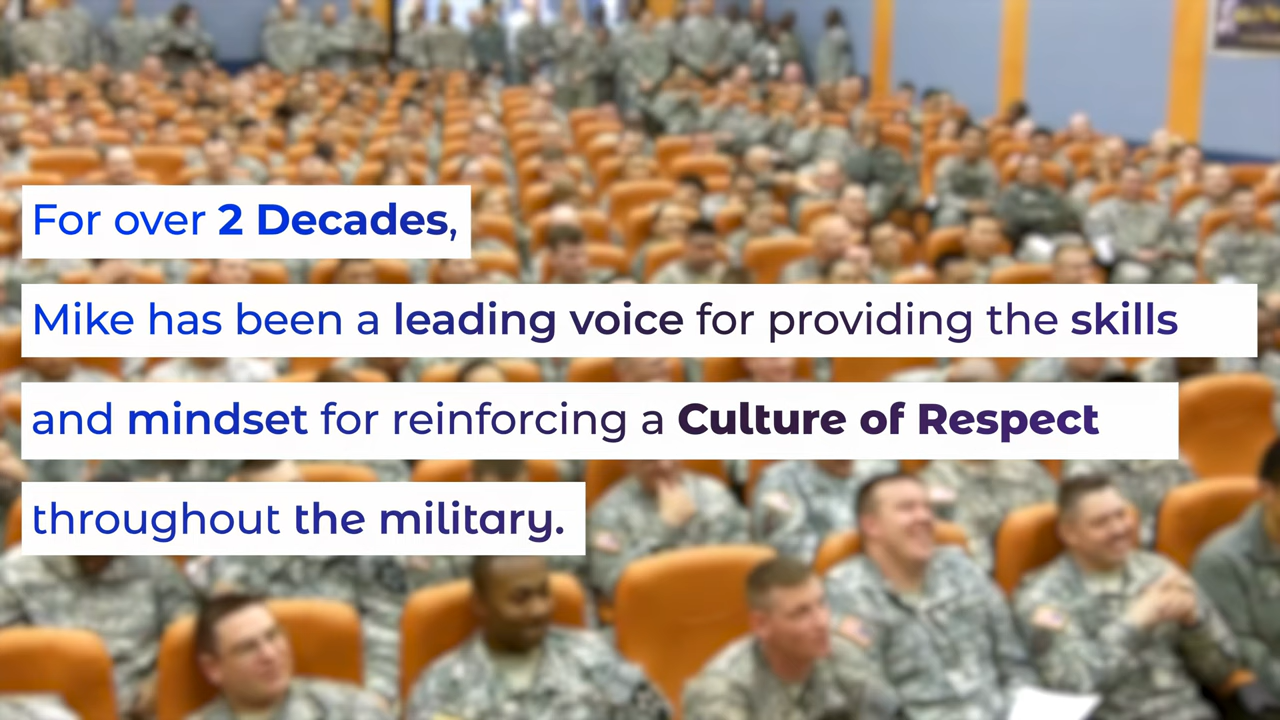 For over 2 Decades,
Mike has been a leading voice for providing the skills
and mindset for reinforcing a Culture of Respect
throughout the military.